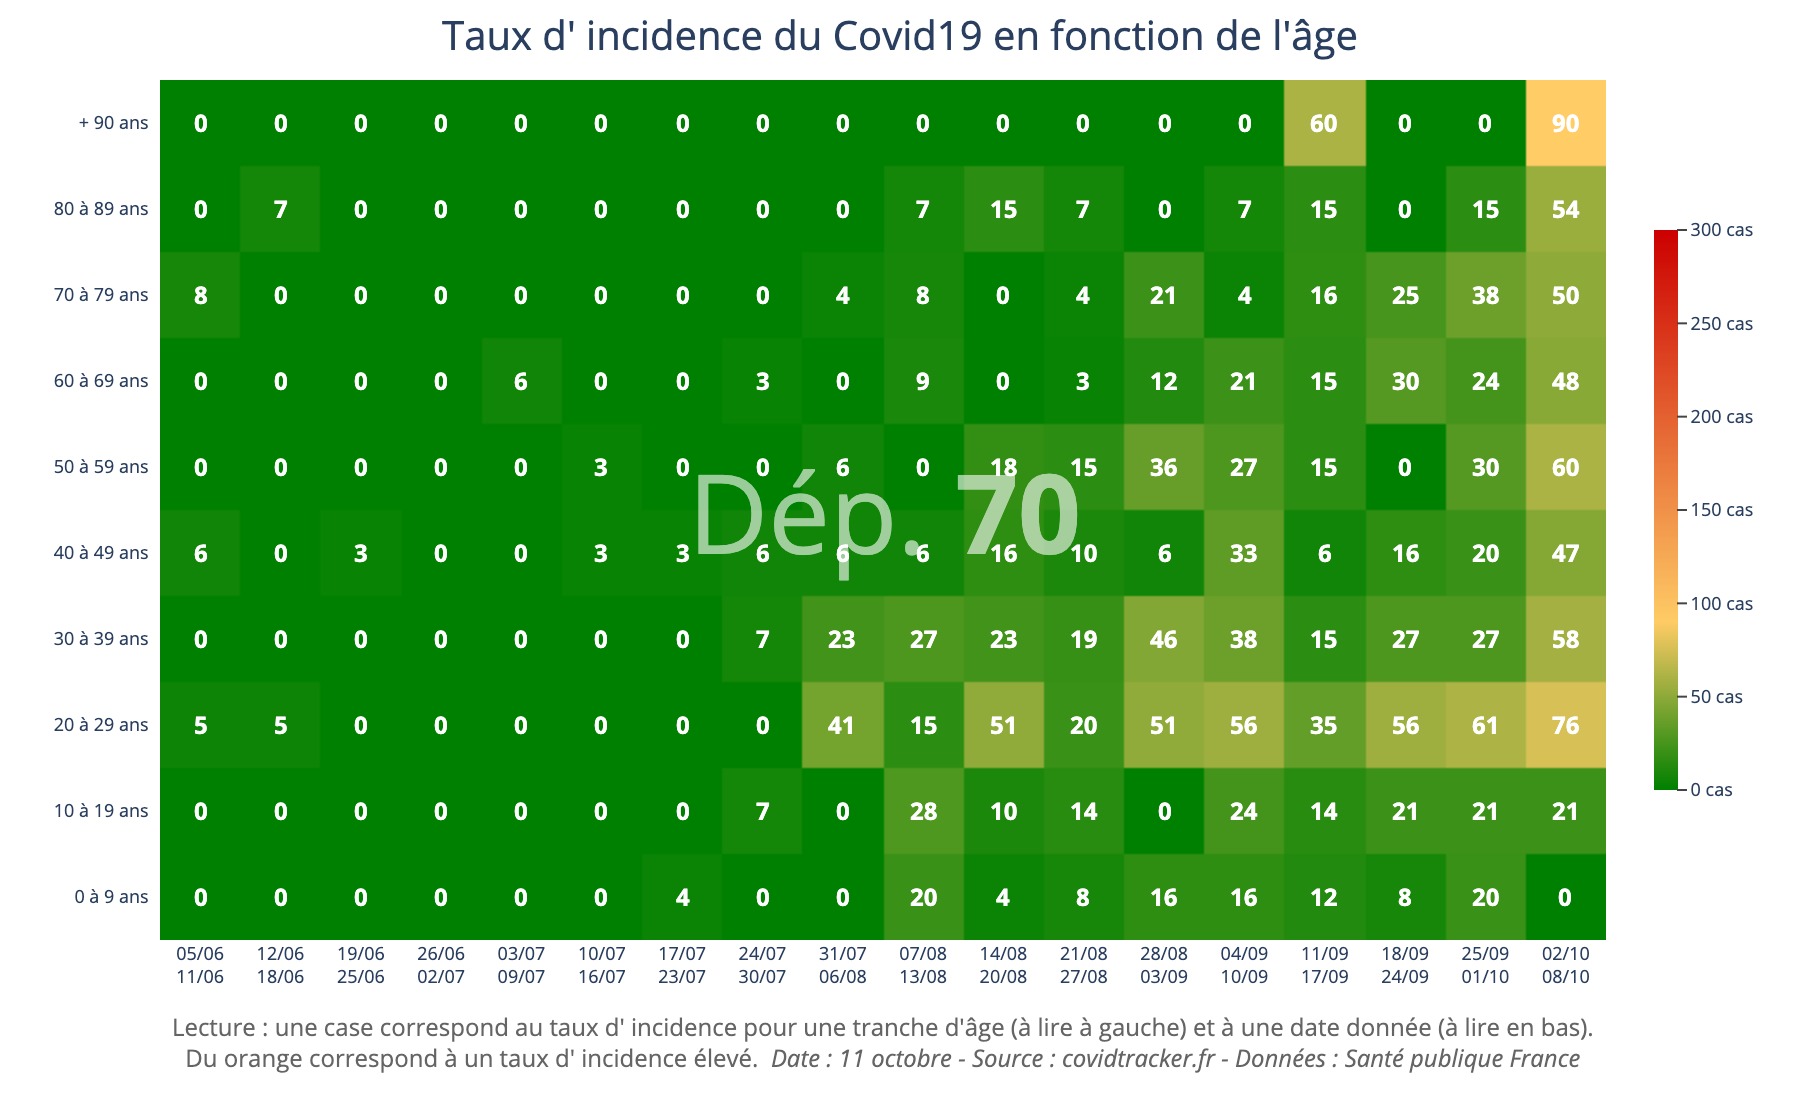 Taux d' incidence du Covid19 en fonction de l'âge
+ 90 ans 0 0 0 0 0 0 0 0 0 0 0 0 0 0 60 0 0 90
80 à 89 ans 0 7 0 0 0 0 0 0 0 7 15 7 0 7 15 0 15 54
70 à 79 ans 8 0 0 0 0 0 0 0 4 8 0 4 21 4 16 25 38 50
60 à 69 ans 0 0 0 0 6 0 0 3 0 9 0 3 12 21 15 30 24 48
50 à 59 ans 0 0 0 0 0 3 0 0 6 0 18 15 36 27 15 0 30 60
Dép. 70
40 à 49 ans 6 0 3 0 0 3 3 6 6 6 16 10 6 33 6 16 20 47
30 à 39 ans 0 0 0 0 0 0 0 7 23 27 23 19 46 38 15 27 27 58
20 à 29 ans 5 5 0 0 0 0 0 0 41 15 51 20 51 56 35 56 61 76
10 à 19 ans 0 0 0 0 0 0 0 7 0 28 10 14 0 24 14 21 21 21
0 à 9 ans 0 0 0 0 0 0 4 0 0 20 4 8 16 16 12 8 20 0
05/06 12/06 19/06 26/06 03/07 10/07 17/07 24/07 31/07 07/08 14/08 21/08 28/08 04/09 11/09 18/09 25/09 02/10
11/06 18/06 25/06 02/07 09/07 16/07 23/07 30/07 06/08 13/08 20/08 27/08 03/09 10/09 17/09 24/09 01/10 08/10
300 cas
250 cas
200 cas
150 cas
100 cas
50 cas
0 cas
Lecture : une case correspond au taux d' incidence pour une tranche d'âge (à lire à gauche) et à une date donnée (à lire en bas).
Du orange correspond à un taux d' incidence élevé. Date : 11 octobre - Source : covidtracker.fr - Données : Santé publique France